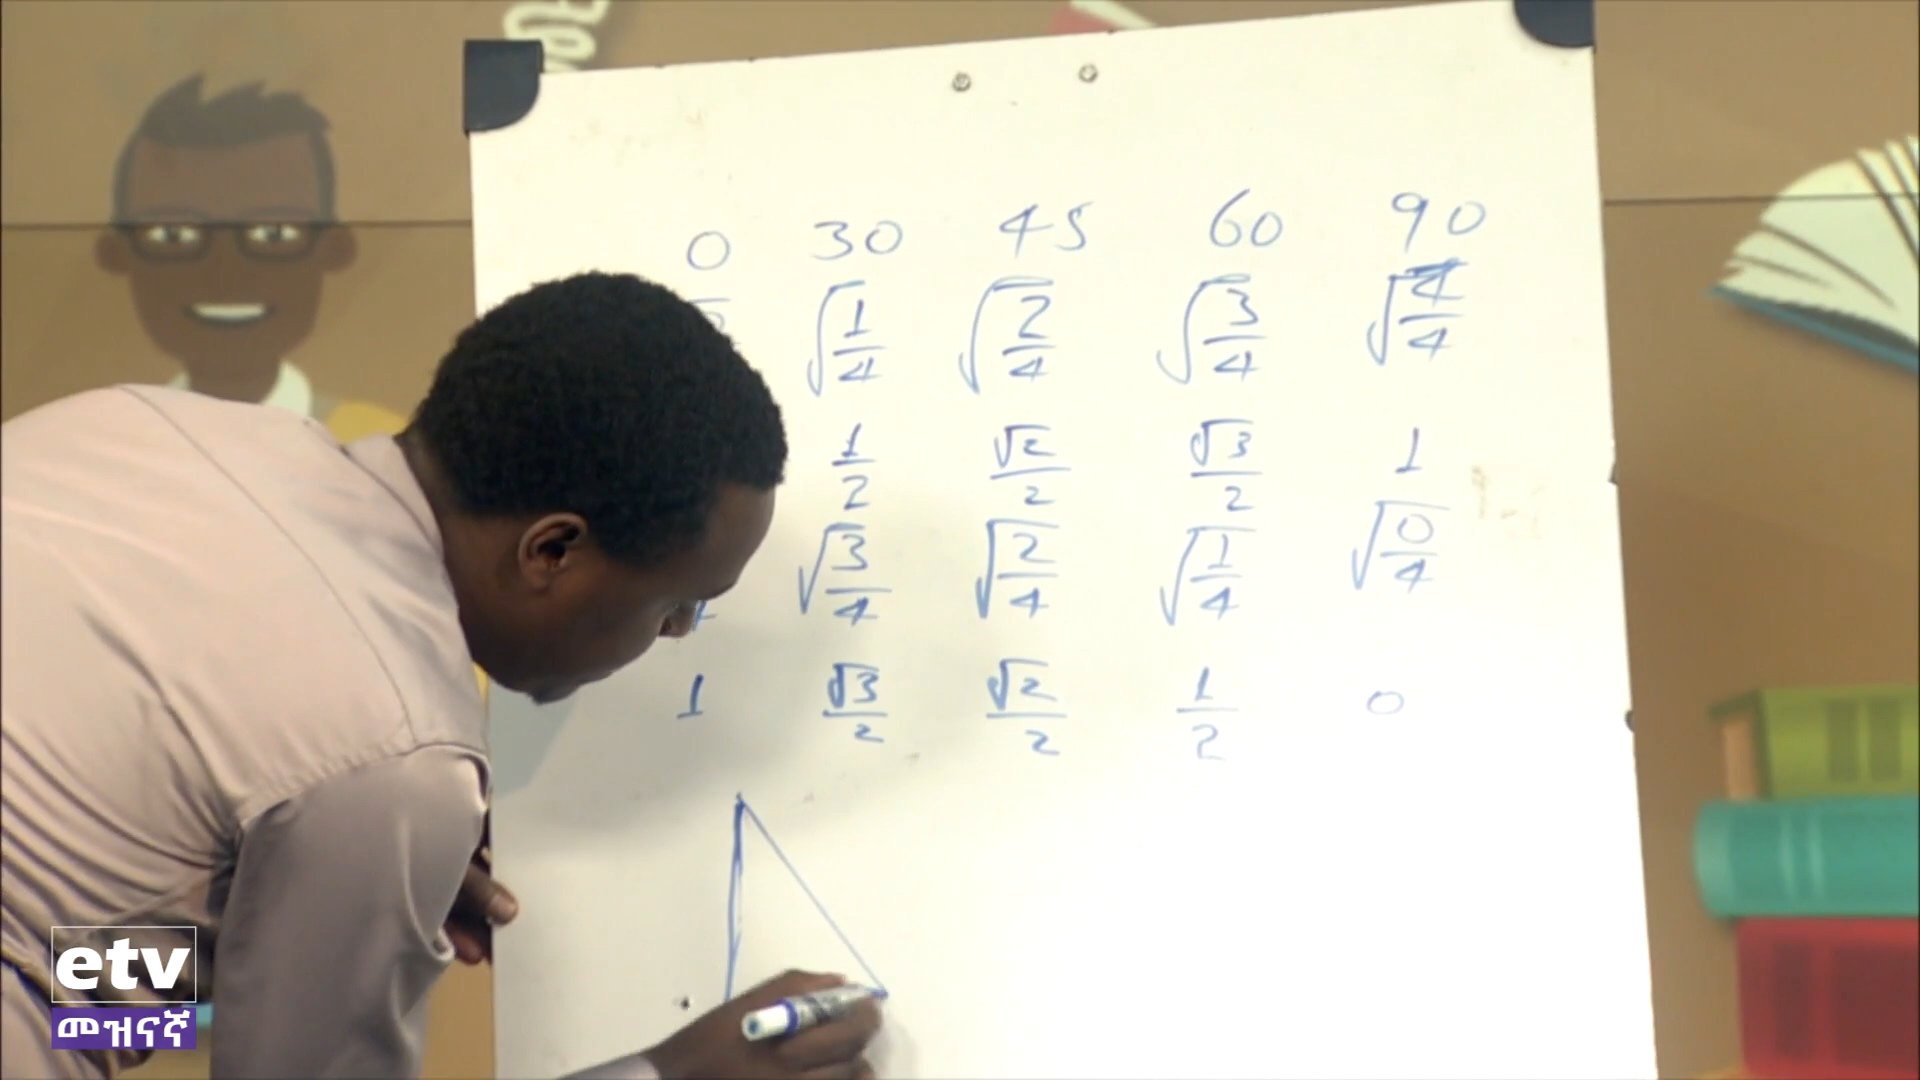 0 30 45 60 90
√1/4 √2/4 √3/4 √4/4
1/2 √2/2 √3/2 1
√3/4 √2/4 √1/4 √0/4
1 √3/2 √2/2 1/2 0
etv
መዝናኛ